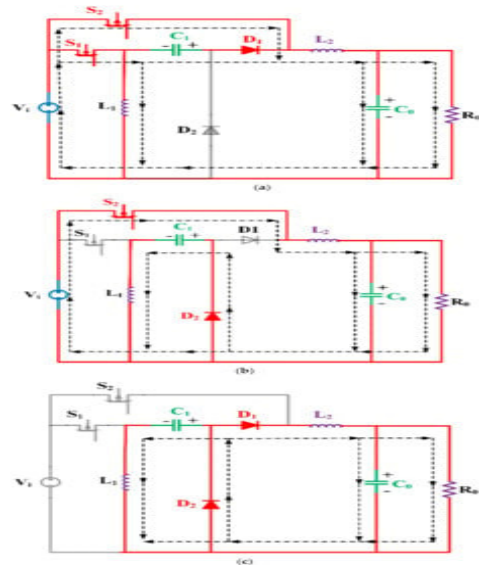 S2
S1 C1 - + D1 L2
Vi L1 D2 + - C0 R0
(a)
S2
S1 C1 - + D1 L2
Vi L1 D2 + - C0 R0
(b)
S2
S1 C1 - + D1 L2
Vi L1 D2 + - C0 R0
(c)